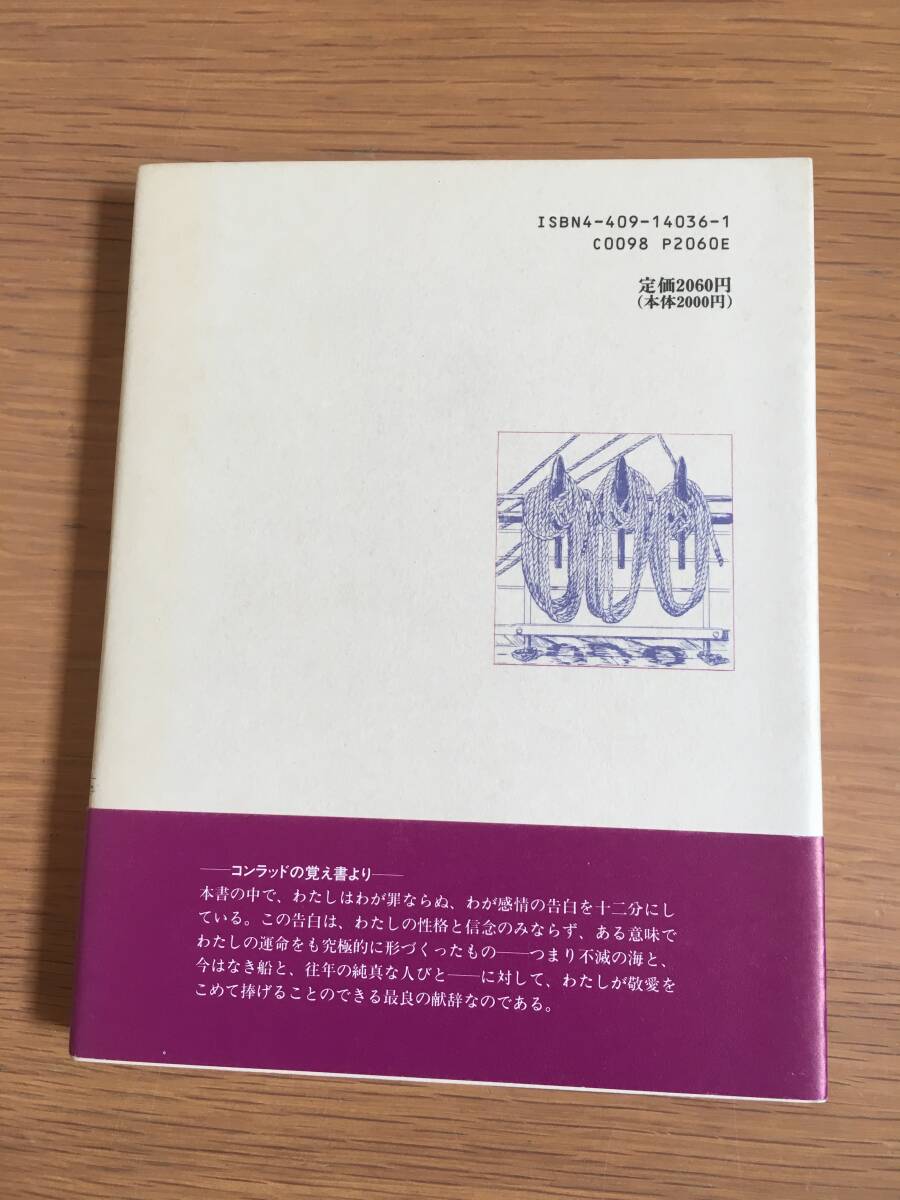 ISBN4-409-14036-1
C0098 P2060E
定価2060円
(本体2000円)
――コンラッドの覚え書より――
本書の中で、わたしはわが罪ならぬ、わが感情の告白を十二分にし
ている。この告白は、わたしの性格と信念のみならず、ある意味で
わたしの運命をも究極的に形づくったもの――つまり不滅の海と、
今はなき船と、往年の純真な人びと――に対して、わたしが敬愛を
こめて捧げることのできる最良の献辞なのである。